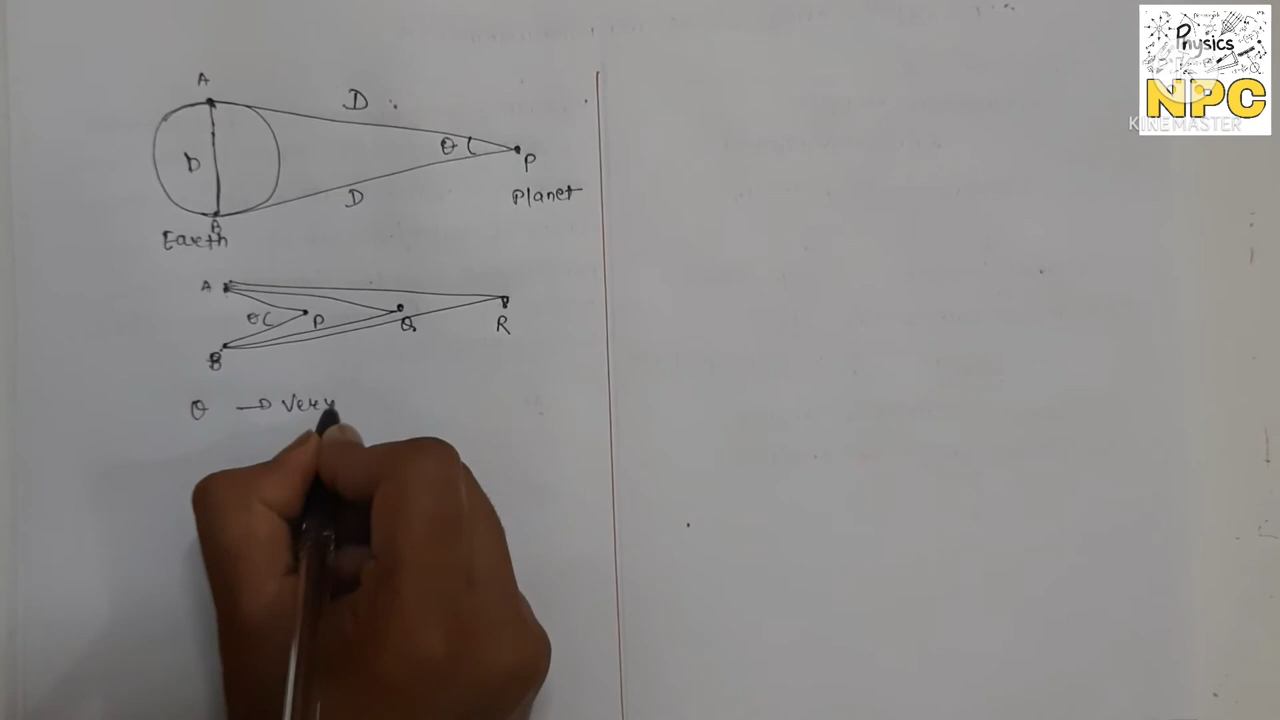 A
D
θ
b
P
D
Planet
B
Earth
A
θ
P
Q
R
B
θ → Very
Physics
NPC
KINEMASTER